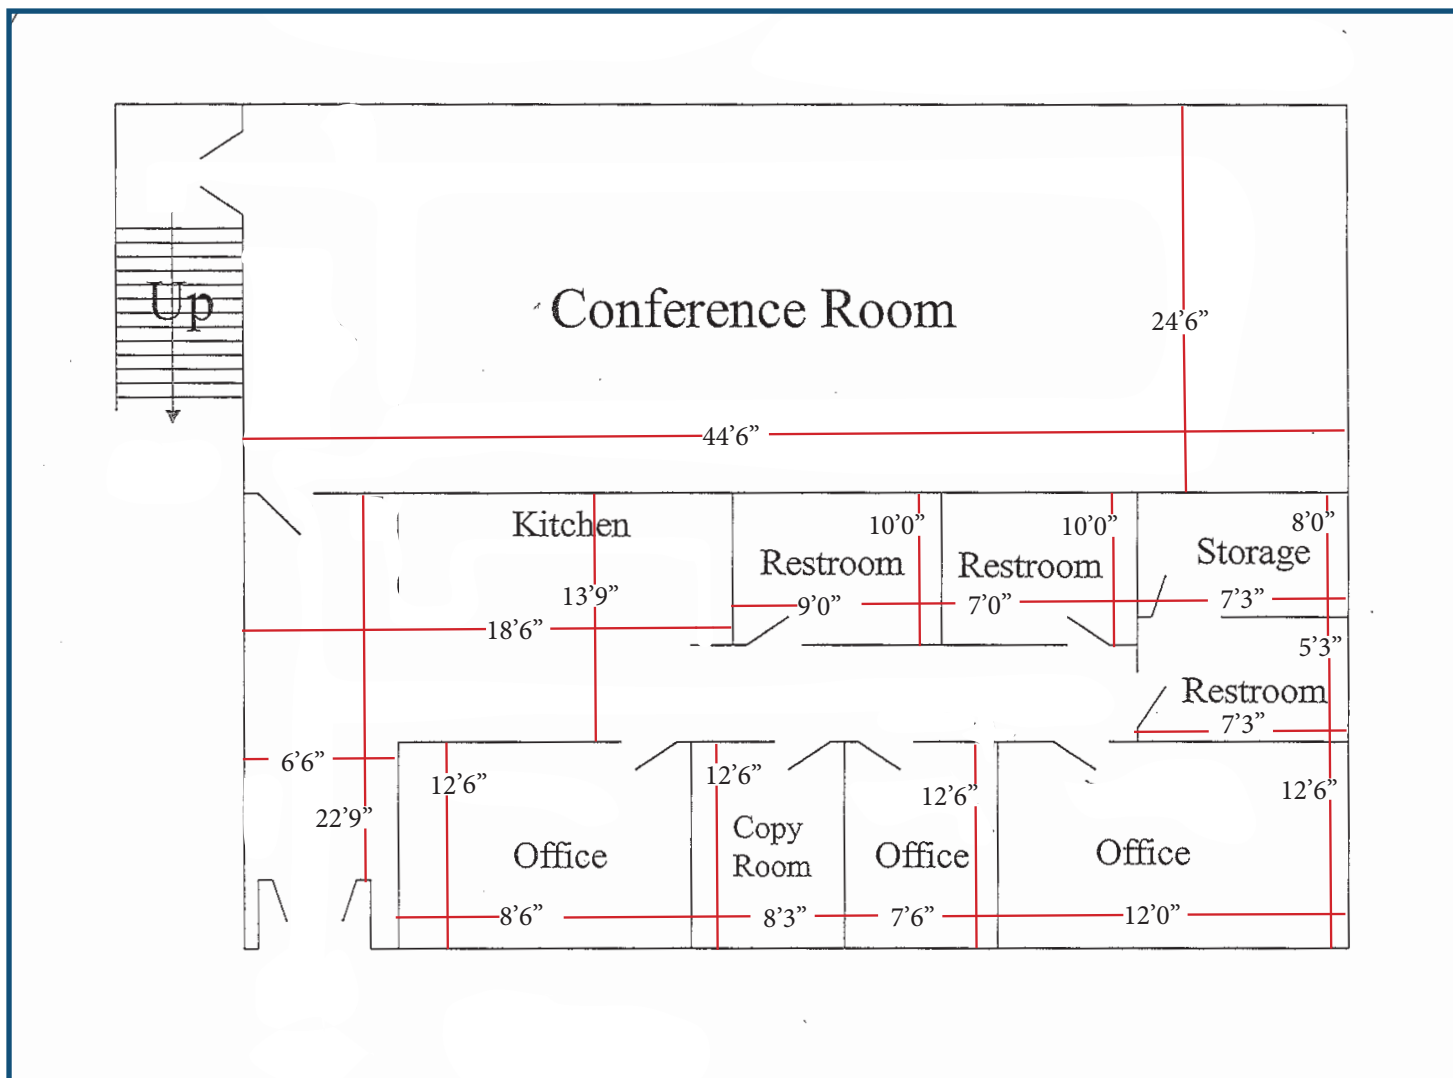 Up
Conference Room
24’6”
44’6”
Kitchen
10’0”
10’0”
8’0”
Restroom
Restroom
Storage
13’9”
9’0”
7’0”
7’3”
18’6”
5’3”
Restroom
7’3”
6’6”
12’6”
12’6”
12’6”
12’6”
22’9”
Copy
Room
Office
Office
Office
8’6”
8’3”
7’6”
12’0”